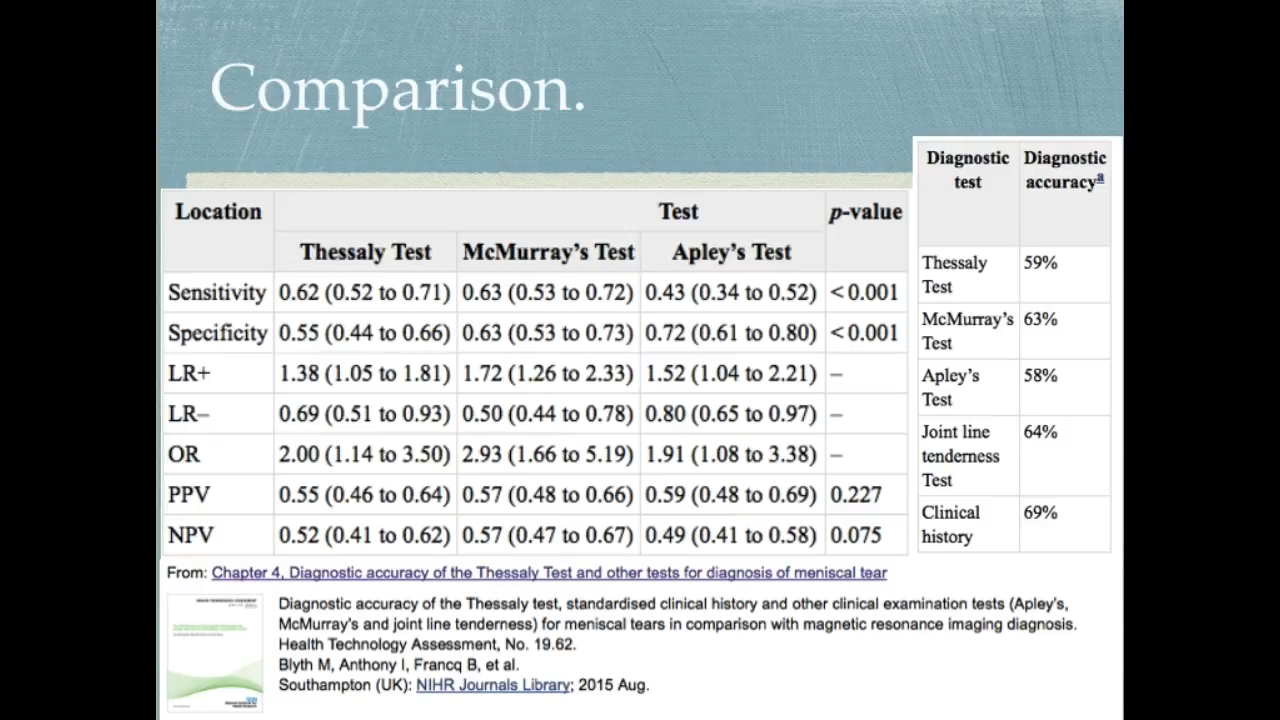 Comparison.
Diagnostic test Diagnostic accuracyª
Location Test p-value
Thessaly Test McMurray's Test Apley's Test
Sensitivity 0.62 (0.52 to 0.71) 0.63 (0.53 to 0.72) 0.43 (0.34 to 0.52) < 0.001
Specificity 0.55 (0.44 to 0.66) 0.63 (0.53 to 0.73) 0.72 (0.61 to 0.80) < 0.001
LR+ 1.38 (1.05 to 1.81) 1.72 (1.26 to 2.33) 1.52 (1.04 to 2.21) –
LR– 0.69 (0.51 to 0.93) 0.50 (0.44 to 0.78) 0.80 (0.65 to 0.97) –
OR 2.00 (1.14 to 3.50) 2.93 (1.66 to 5.19) 1.91 (1.08 to 3.38) –
PPV 0.55 (0.46 to 0.64) 0.57 (0.48 to 0.66) 0.59 (0.48 to 0.69) 0.227
NPV 0.52 (0.41 to 0.62) 0.57 (0.47 to 0.67) 0.49 (0.41 to 0.58) 0.075
Thessaly Test 59%
McMurray's Test 63%
Apley's Test 58%
Joint line tenderness Test 64%
Clinical history 69%
From: Chapter 4, Diagnostic accuracy of the Thessaly Test and other tests for diagnosis of meniscal tear
Diagnostic accuracy of the Thessaly test, standardised clinical history and other clinical examination tests (Apley's,
McMurray's and joint line tenderness) for meniscal tears in comparison with magnetic resonance imaging diagnosis.
Health Technology Assessment, No. 19.62.
Blyth M, Anthony I, Francq B, et al.
Southampton (UK): NIHR Journals Library; 2015 Aug.